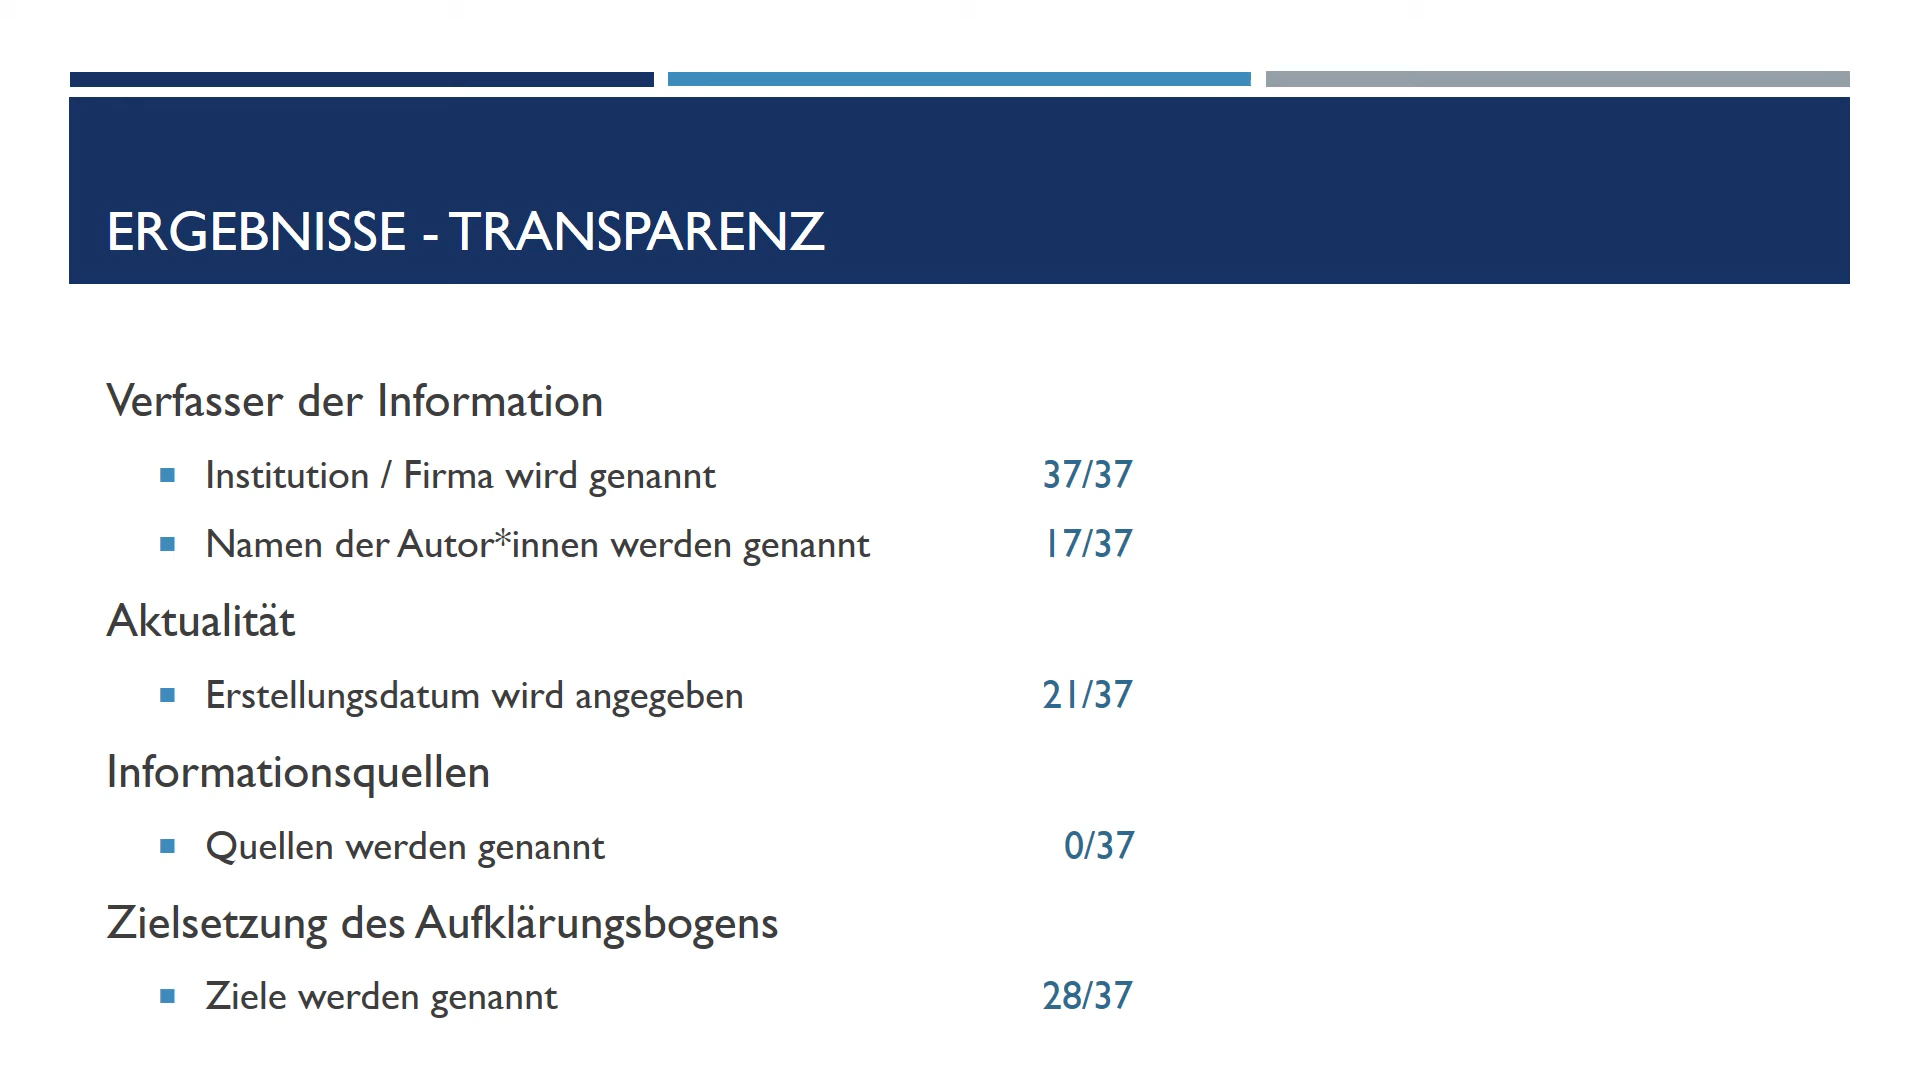 ERGEBNISSE - TRANSPARENZ
Verfasser der Information
Institution / Firma wird genannt 37/37
Namen der Autor*innen werden genannt 17/37
Aktualität
Erstellungsdatum wird angegeben 21/37
Informationsquellen
Quellen werden genannt 0/37
Zielsetzung des Aufklärungsbogens
Ziele werden genannt 28/37